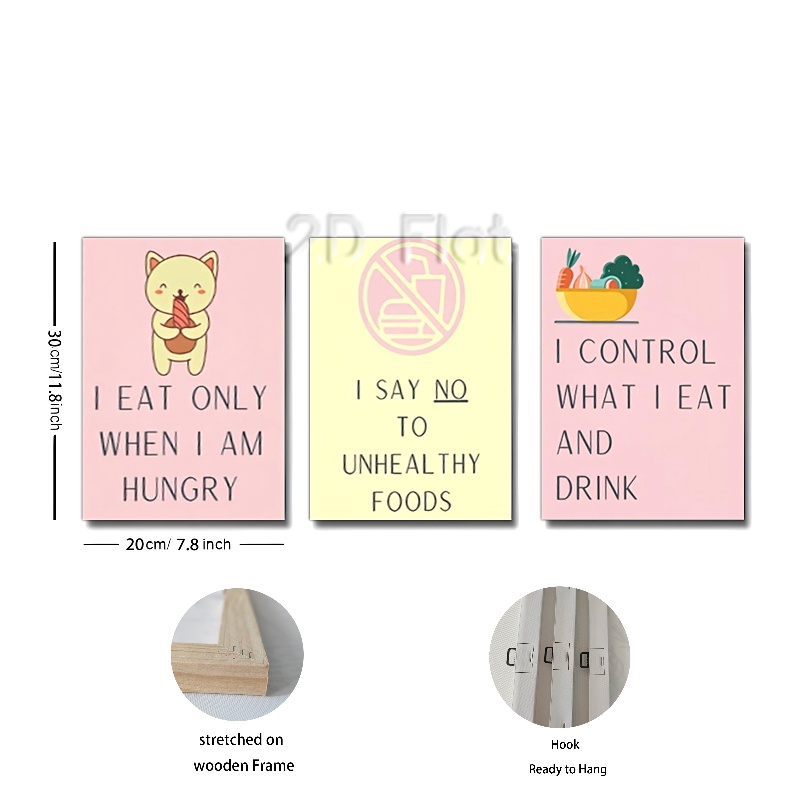 2D Flat
I EAT ONLY
WHEN I AM
HUNGRY
I SAY NO
TO
UNHEALTHY
FOODS
I CONTROL
WHAT I EAT
AND
DRINK
30cm/11.8inch
20cm/ 7.8 inch
stretched on
wooden Frame
Hook
Ready to Hang